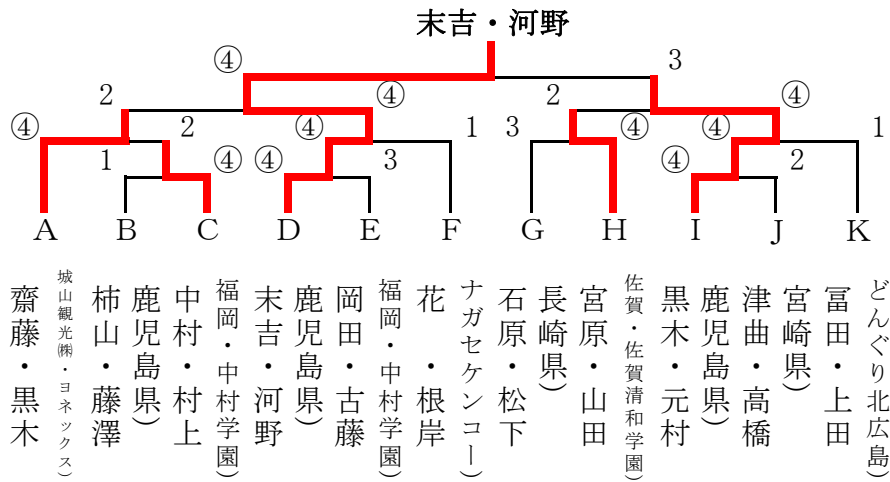 末吉・河野
④ 3
2 ④ 2 ④
④ 2 ④ 1 3 ④ ④ 1
1 ④ ④ 3 ④ 2
A B C D E F G H I J K
齋藤・黒木
城山観光㈱・ヨネックス)
柿山・藤澤
鹿児島県)
中村・村上
福岡・中村学園)
末吉・河野
鹿児島県)
岡田・古藤
福岡・中村学園)
花 ・根岸
ナガセケンコー)
石原・松下
長崎県)
宮原・山田
佐賀・佐賀清和学園)
黒木・元村
鹿児島県)
津曲・高橋
宮崎県)
冨田・上田
どんぐり北広島)